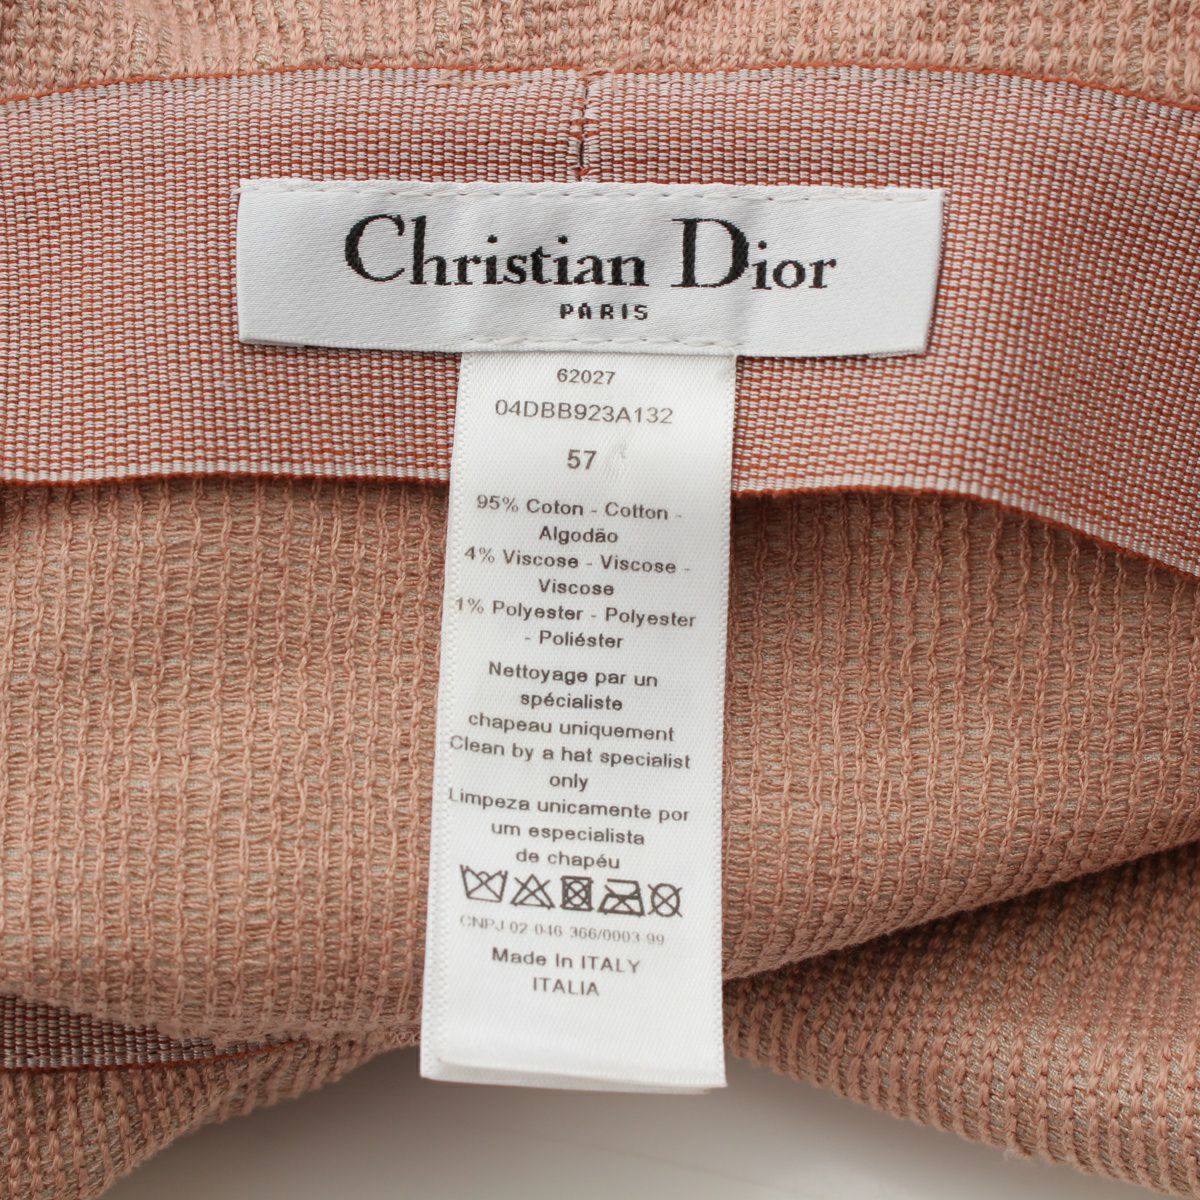 Christian Dior
PARIS
62027
04DBB923A132
57
95% Coton - Cotton -
Algodão
4% Viscose - Viscose -
Viscose
1% Polyester - Polyester
- Poliéster
Nettoyage par un
spécialiste
chapeau uniquement
Clean by a hat specialist
only
Limpeza unicamente por
um especialista
de chapéu
CNPJ 02 046 366/0003 99
Made In ITALY
ITALIA